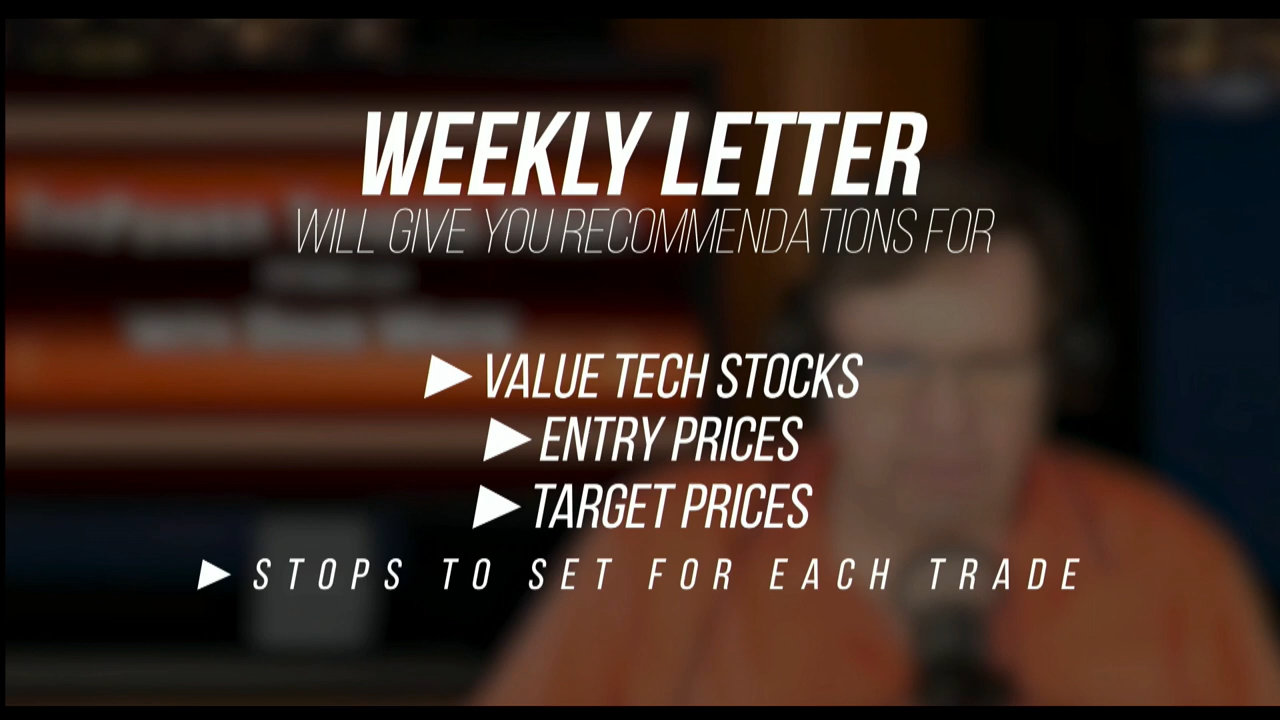 WEEKLY LETTER
WILL GIVE YOU RECOMMENDATIONS FOR
▶ VALUE TECH STOCKS
▶ ENTRY PRICES
▶ TARGET PRICES
▶ STOPS TO SET FOR EACH TRADE